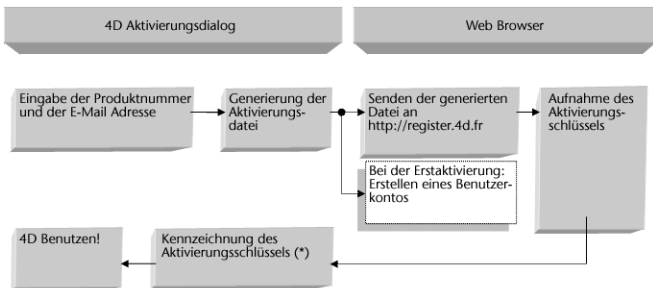 4D Aktivierungsdialog
Web Browser
Eingabe der Produktnummer
und der E-Mail Adresse
Generierung der
Aktivierungs-
datei
Senden der generierten
Datei an
http://register.4d.fr
Aufnahme des
Aktivierungs-
schlüssels
Bei der Erstaktivierung:
Erstellen eines Benutzer-
kontos
4D Benutzen!
Kennzeichnung des
Aktivierungsschlüssels (*)